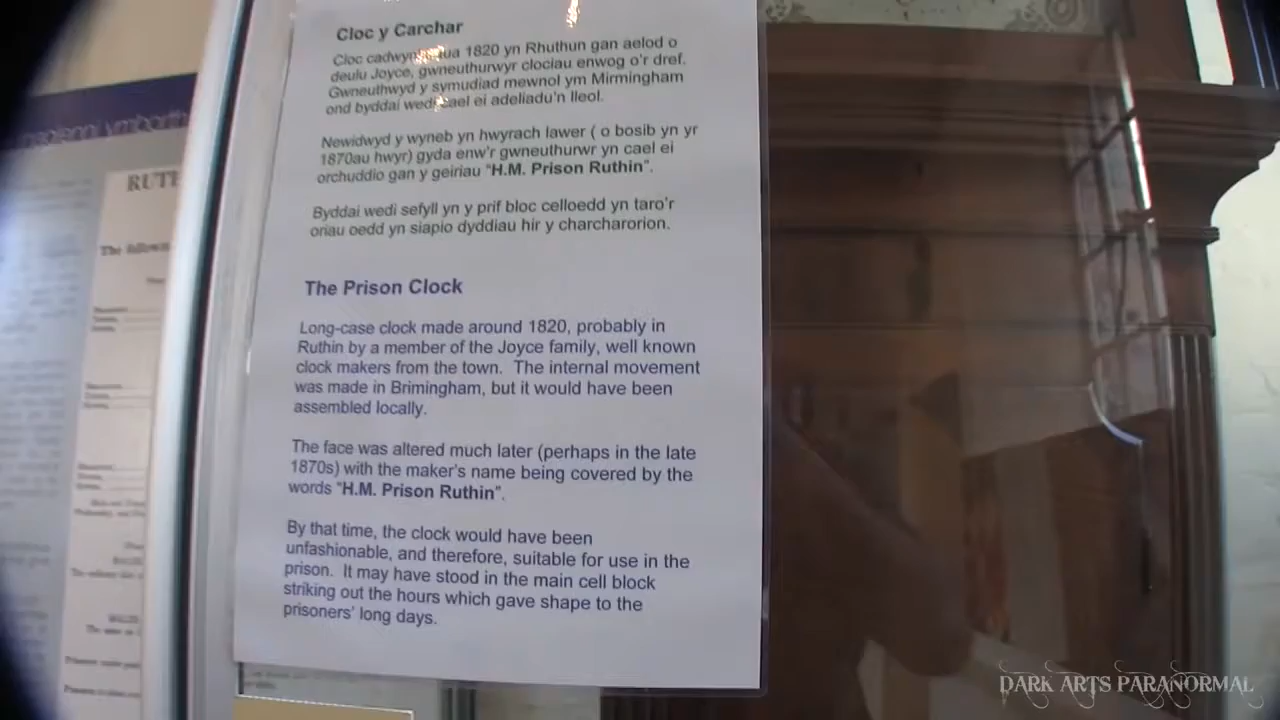 Cloc y Carchar
Cloc cadwyn 1820 yn Rhuthun gan aelod o
deulu Joyce, gwneuthurwyr clociau enwog o'r dref.
Gwneuthwyd y symudiad mewnol ym Mirmingham
ond byddai wedi cael ei adeliadu'n lleol.
Newidwyd y wyneb yn hwyrach lawer ( o bosib yn yr
1870au hwyr) gyda enw'r gwneuthurwr yn cael ei
orchuddio gan y geiriau "H.M. Prison Ruthin".
Byddai wedi sefyll yn y prif bloc celloedd yn taro'r
oriau oedd yn siapio dyddiau hir y charcharorion.
The Prison Clock
Long-case clock made around 1820, probably in
Ruthin by a member of the Joyce family, well known
clock makers from the town. The internal movement
was made in Brimingham, but it would have been
assembled locally.
The face was altered much later (perhaps in the late
1870s) with the maker's name being covered by the
words "H.M. Prison Ruthin".
By that time, the clock would have been
unfashionable, and therefore, suitable for use in the
prison. It may have stood in the main cell block
striking out the hours which gave shape to the
prisoners' long days.
RUTH
The follow
DARK ARTS PARANORMAL